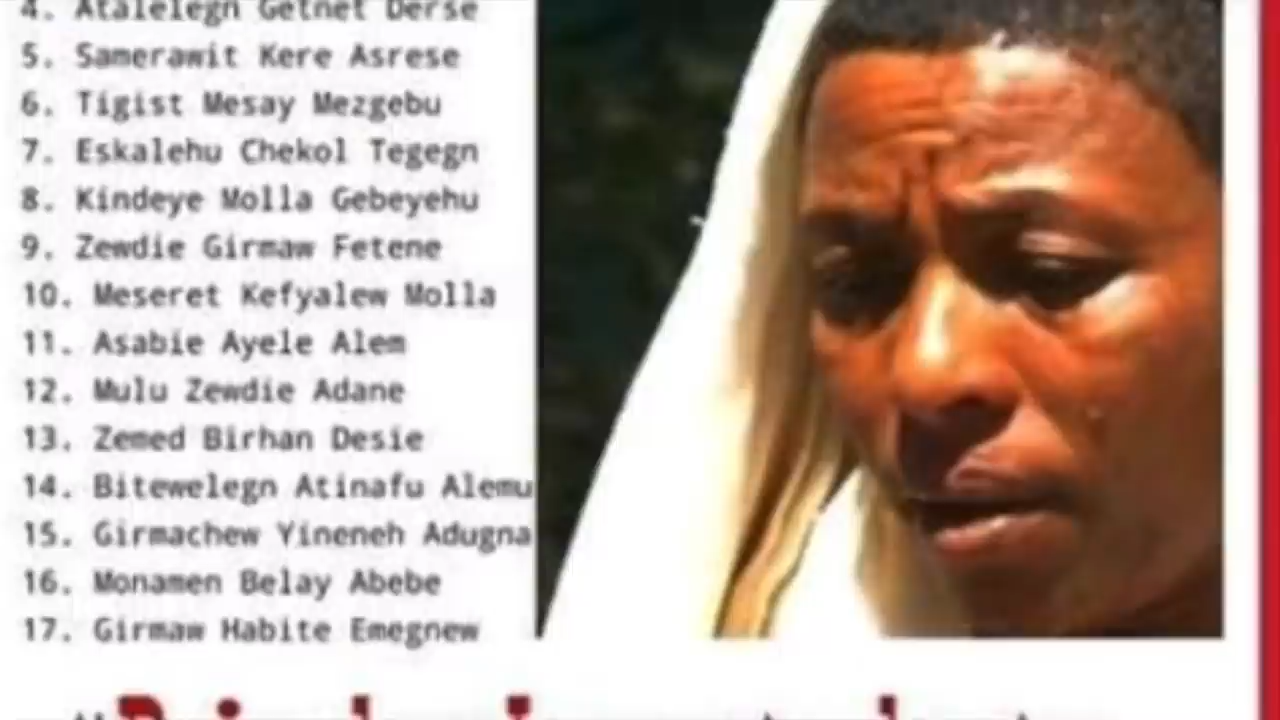 4. Atalelegn Getnet Derse
5. Samerawit Kere Asrese
6. Tigist Mesay Mezgebu
7. Eskalehu Chekol Tegegn
8. Kindeye Molla Gebeyehu
9. Zewdie Girmaw Fetene
10. Meseret Kefyalew Molla
11. Asabie Ayele Alem
12. Mulu Zewdie Adane
13. Zemed Birhan Desie
14. Bitewelegn Atinafu Alemu
15. Girmachew Yineneh Adugna
16. Monamen Belay Abebe
17. Girmaw Habite Emegnew